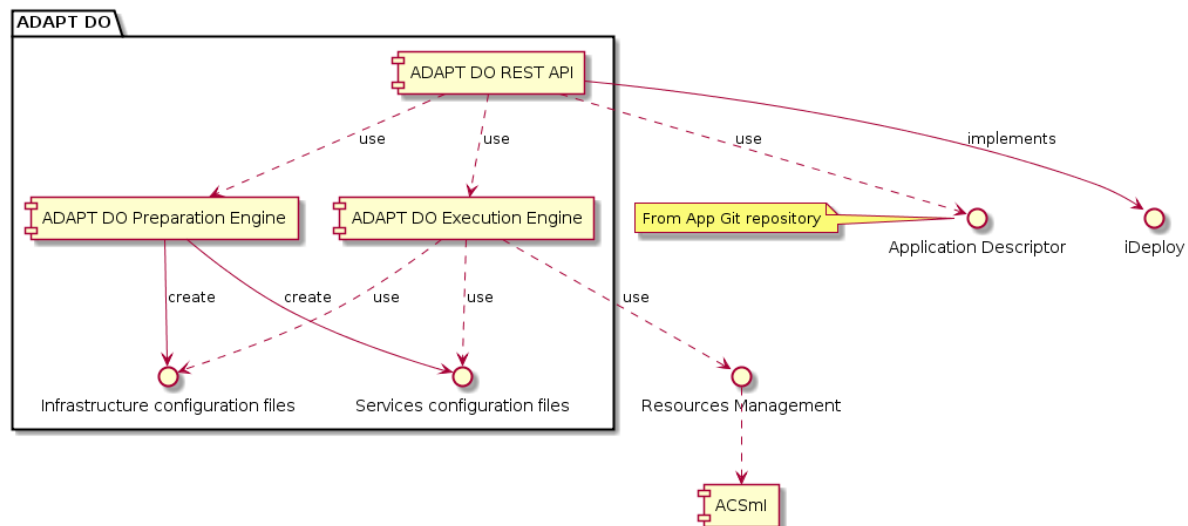 ADAPT DO
ADAPT DO REST API
use
use
use
implements
ADAPT DO Preparation Engine
ADAPT DO Execution Engine
From App Git repository
Application Descriptor
iDeploy
create
create
use
use
use
Infrastructure configuration files
Services configuration files
Resources Management
ACSmI